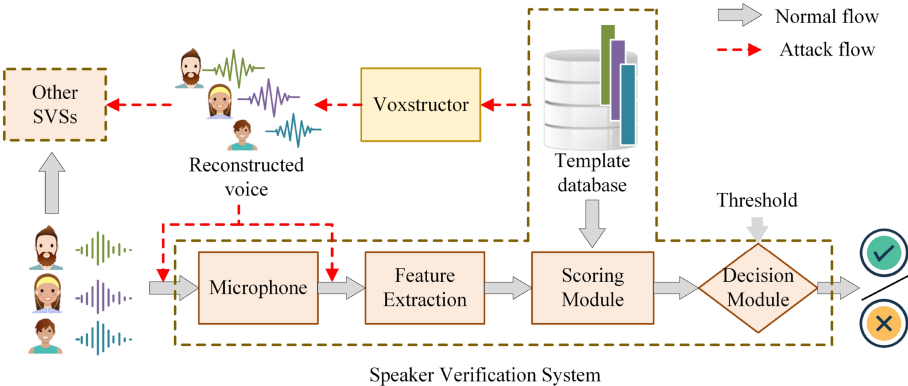 Normal flow
Attack flow
Other
SVSs
Voxstructor
Reconstructed
voice
Template
database
Threshold
Microphone
Feature
Extraction
Scoring
Module
Decision
Module
Speaker Verification System